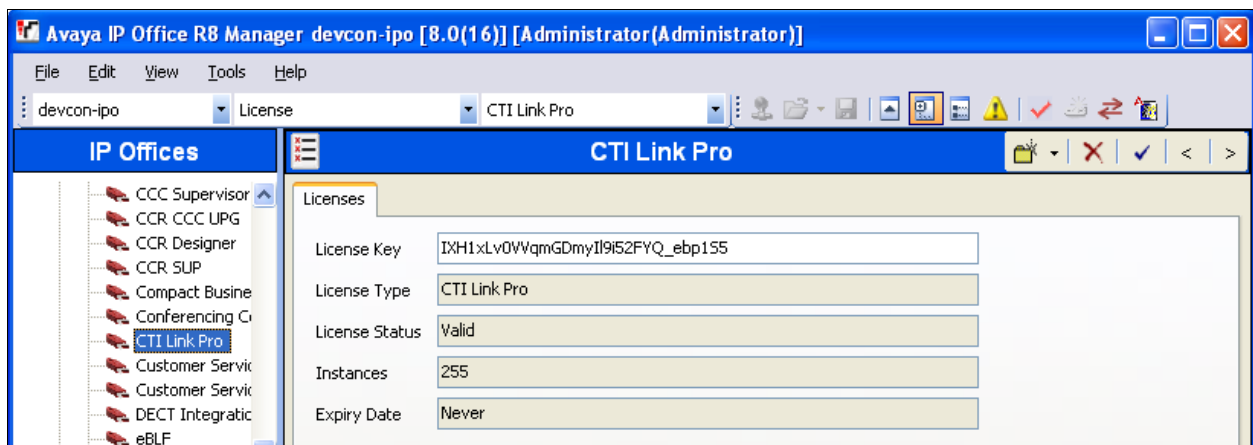 Avaya IP Office R8 Manager devcon-ipo [8.0(16)] [Administrator(Administrator)]
File Edit View Tools Help
devcon-ipo License CTI Link Pro
IP Offices
CTI Link Pro
CCC Supervisor
CCR CCC UPG
CCR Designer
CCR SUP
Compact Busine
Conferencing C
CTI Link Pro
Customer Servic
Customer Servic
DECT Integratic
eBLF
Licenses
License Key IXH1xLv0VVqmGDmyIl9i52FYQ_ebp1S5
License Type CTI Link Pro
License Status Valid
Instances 255
Expiry Date Never